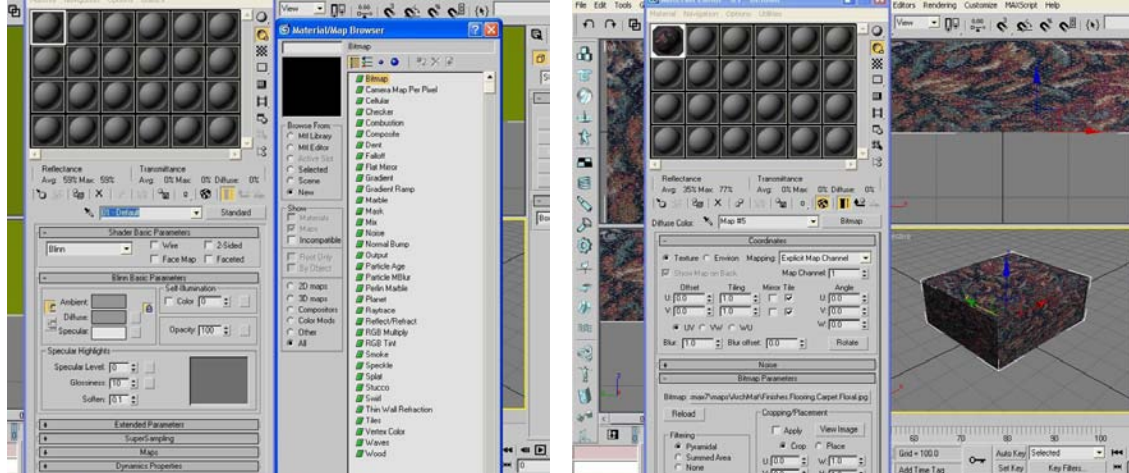 Material Navigation Options Utilities
View
Reflectance
Transmittance
Avg: 59% Max: 59%
Avg: 0% Max: 0% Diffuse: 0%
01 - Default
Standard
Shader Basic Parameters
Blinn
Wire
2-Sided
Face Map
Faceted
Blinn Basic Parameters
Self-Illumination
Ambient:
Color 0
Diffuse:
Specular:
Opacity: 100
Specular Highlights
Specular Level: 0
Glossiness: 10
Soften: 0.1
Extended Parameters
SuperSampling
Maps
Dynamics Properties
Material/Map Browser
Bitmap
Browse From:
Mtl Library
Mtl Editor
Active Slot
Selected
Scene
New
Show
Materials
Maps
Incompatible
Root Only
By Object
2D maps
3D maps
Compositors
Color Mods
Other
All
Bitmap
Camera Map Per Pixel
Cellular
Checker
Combustion
Composite
Dent
Falloff
Flat Mirror
Gradient
Gradient Ramp
Marble
Mask
Mix
Noise
Normal Bump
Output
Particle Age
Particle MBlur
Perlin Marble
Planet
Raytrace
Reflect/Refract
RGB Multiply
RGB Tint
Smoke
Speckle
Splat
Stucco
Swirl
Thin Wall Refraction
Tiles
Vertex Color
Waves
Wood
File Edit Tools
Editors Rendering Customize MAXScript Help
Material Navigation Options Utilities
View
Reflectance
Transmittance
Avg: 35% Max: 77%
Avg: 0% Max: 0% Diffuse: 0%
Diffuse Color:
Map #5
Bitmap
Coordinates
Texture
Environ
Mapping: Explicit Map Channel
Show Map on Back
Map Channel: 1
Offset
Tiling
Mirror Tile
Angle
U: 0.0
1.0
U: 0.0
V: 0.0
1.0
V: 0.0
UV
VW
WU
W: 0.0
Blur: 1.0
Blur offset: 0.0
Rotate
Noise
Bitmap Parameters
Bitmap: .max7\maps\ArchMat\Finishes.Flooring.Carpet.Floral.jpg
Reload
Cropping/Placement
Apply
View Image
Filtering
Crop
Place
Pyramidal
Summed Area
None
U: 0.0
W: 1.0
60 70 80 90 100
Grid = 100.0
Auto Key
Selected
Add Time Tag
Set Key
Key Filters...